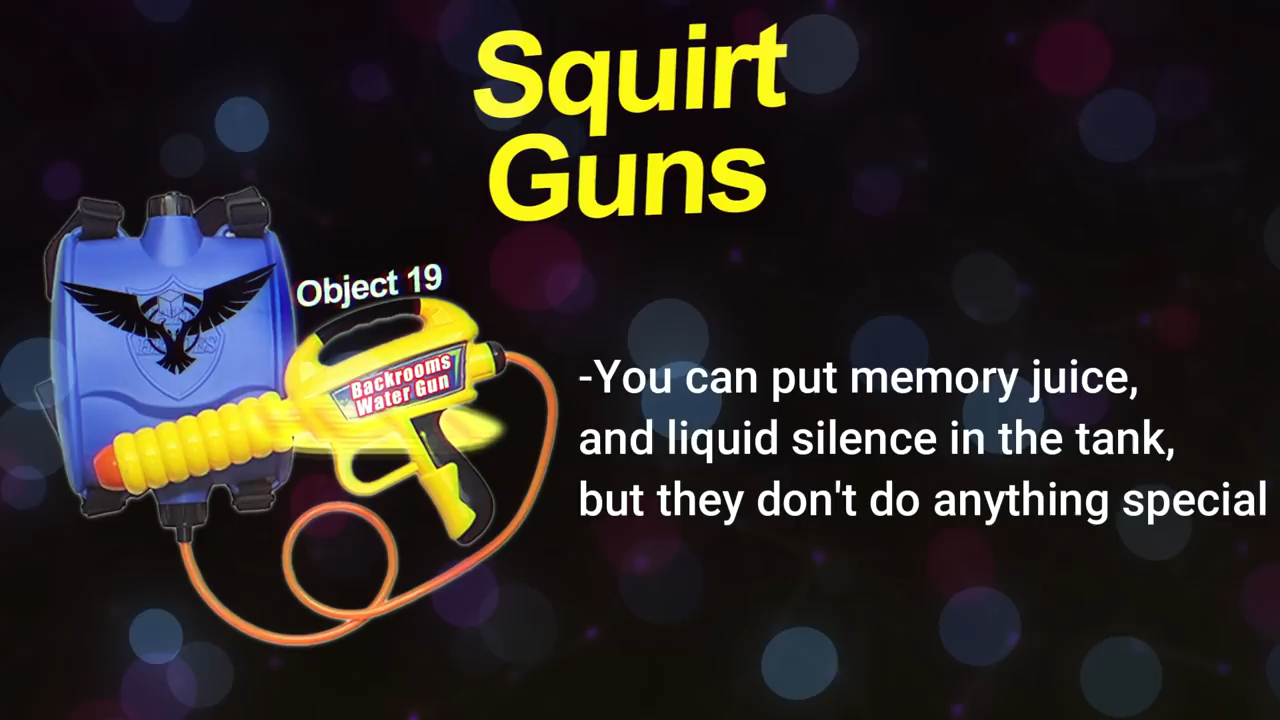 Squirt
Guns
Object 19
Backrooms
Water Gun
-You can put memory juice,
and liquid silence in the tank,
but they don't do anything special